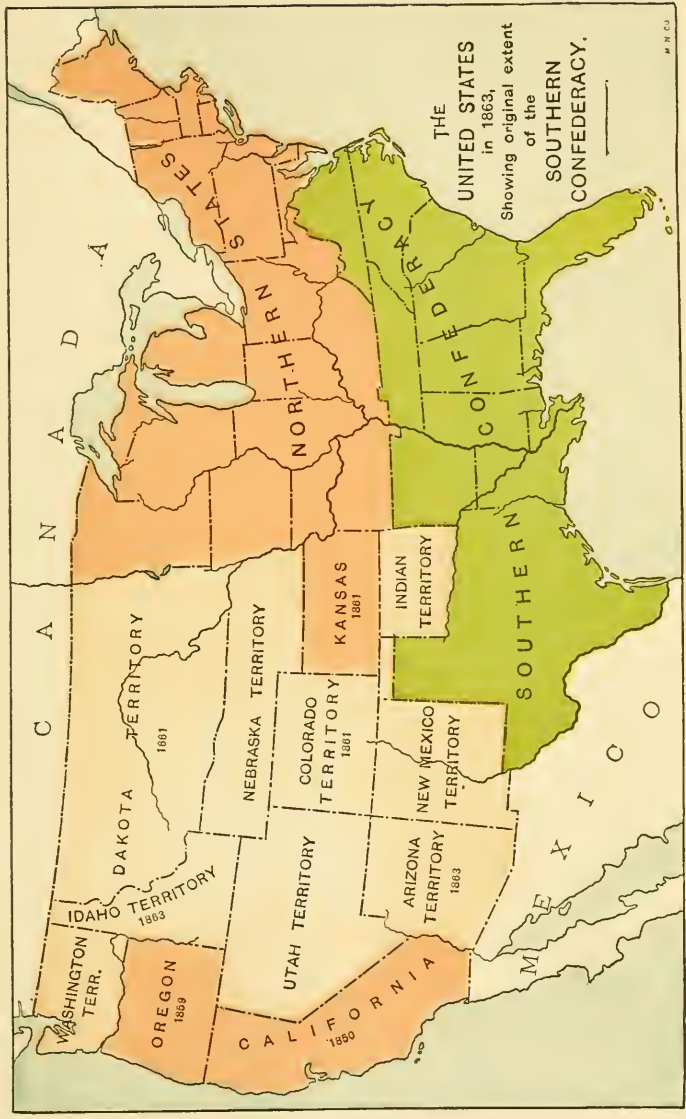 THE
UNITED STATES
in 1863,
Showing original extent
of the
SOUTHERN
CONFEDERACY.
M. N. CO
CANADA
WASHINGTON
TERR.
OREGON
1859
CALIFORNIA
1850
IDAHO TERRITORY
1863
DAKOTA TERRITORY
1861
NEBRASKA TERRITORY
UTAH TERRITORY
COLORADO
TERRITORY
1861
KANSAS
1861
ARIZONA
TERRITORY
1863
NEW MEXICO
TERRITORY
INDIAN
TERRITORY
NORTHERN STATES
SOUTHERN CONFEDERACY
MEXICO